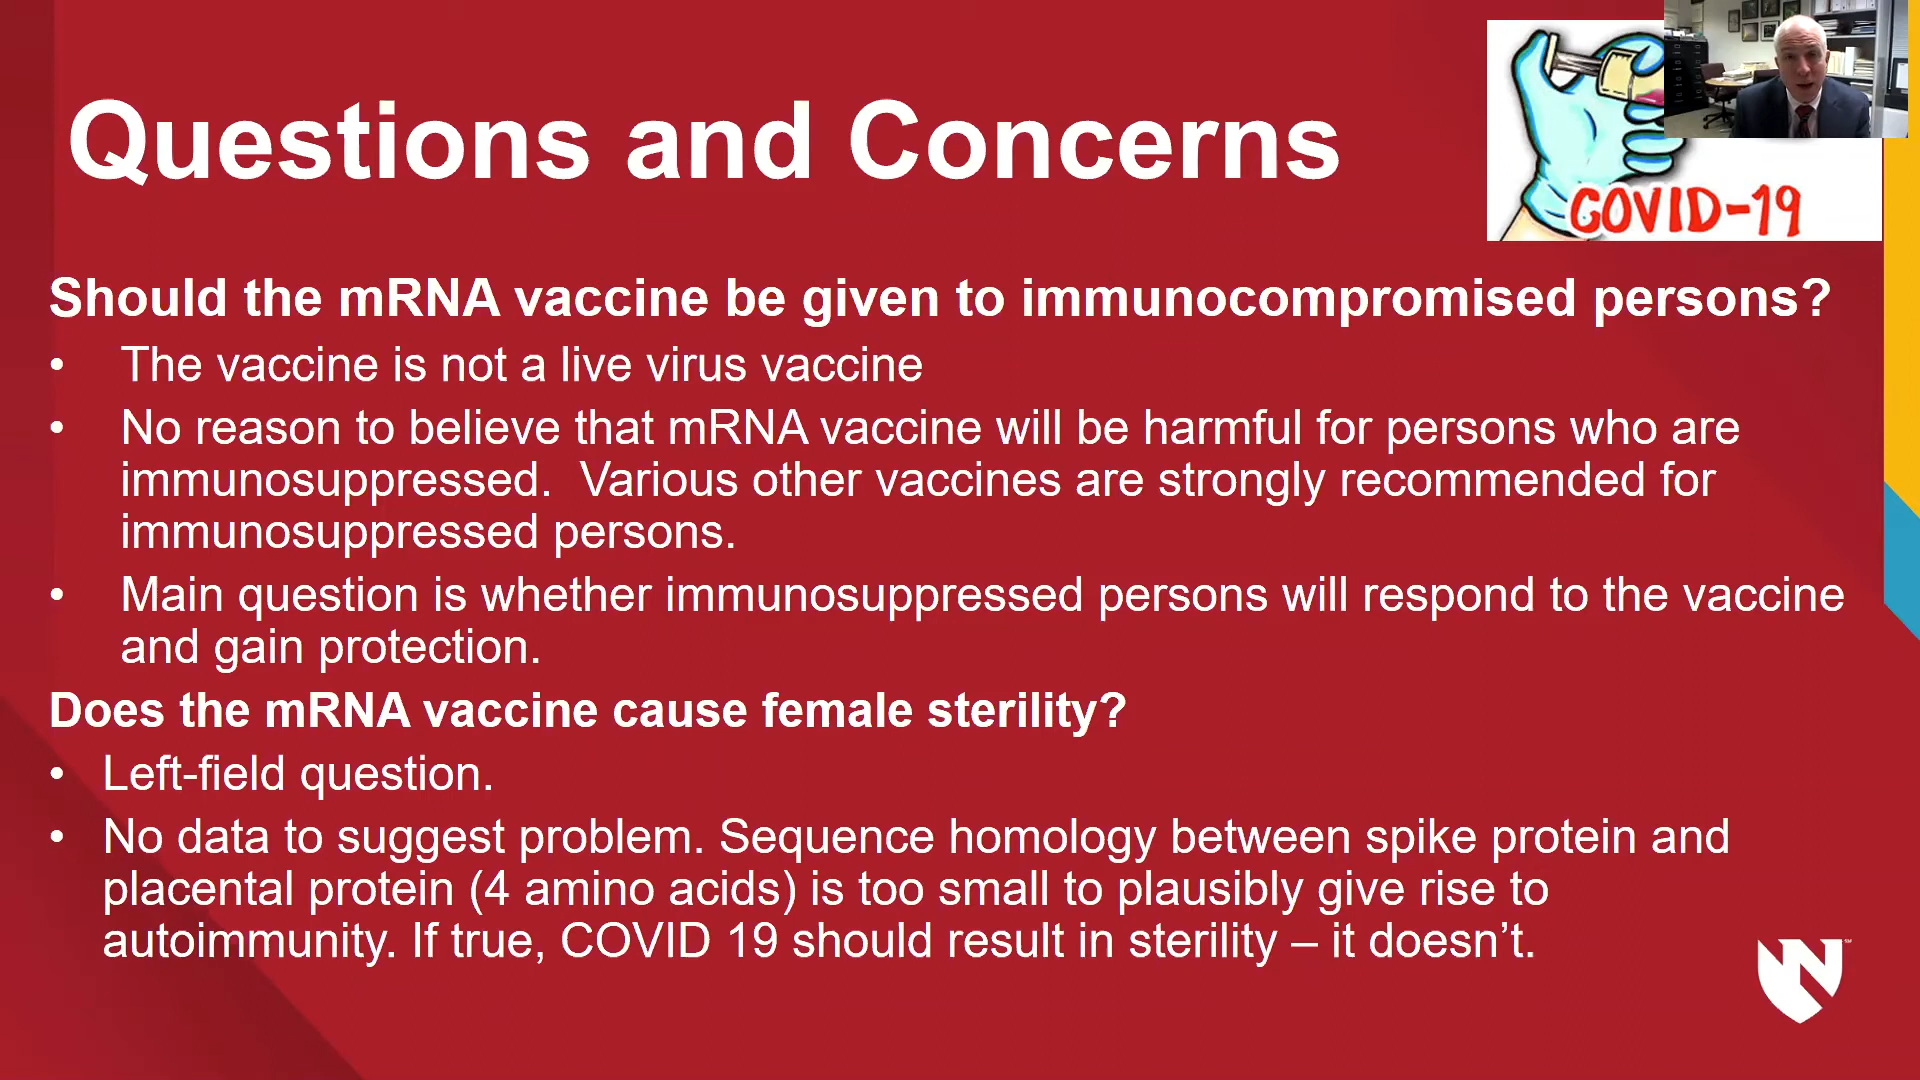 Questions and Concerns
COVID-19
Should the mRNA vaccine be given to immunocompromised persons?
• The vaccine is not a live virus vaccine
• No reason to believe that mRNA vaccine will be harmful for persons who are
immunosuppressed.  Various other vaccines are strongly recommended for
immunosuppressed persons.
• Main question is whether immunosuppressed persons will respond to the vaccine
and gain protection.
Does the mRNA vaccine cause female sterility?
• Left-field question.
• No data to suggest problem. Sequence homology between spike protein and
placental protein (4 amino acids) is too small to plausibly give rise to
autoimmunity. If true, COVID 19 should result in sterility – it doesn’t.
N